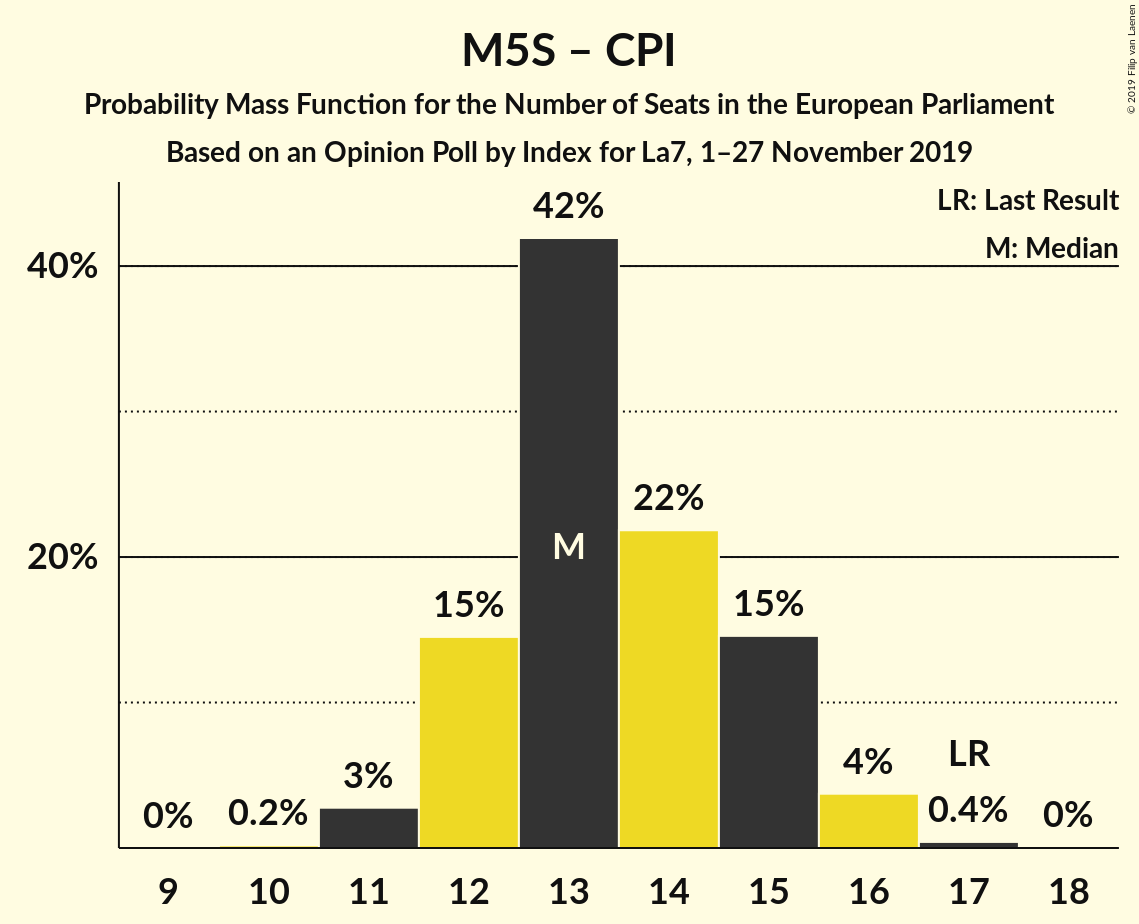 M5S – CPI
Probability Mass Function for the Number of Seats in the European Parliament
Based on an Opinion Poll by Index for La7, 1–27 November 2019
© 2019 Filip van Laenen
LR: Last Result
M: Median
40%
20%
0%
0.2%
3%
15%
42%
M
22%
15%
4%
LR
0.4%
0%
9 10 11 12 13 14 15 16 17 18